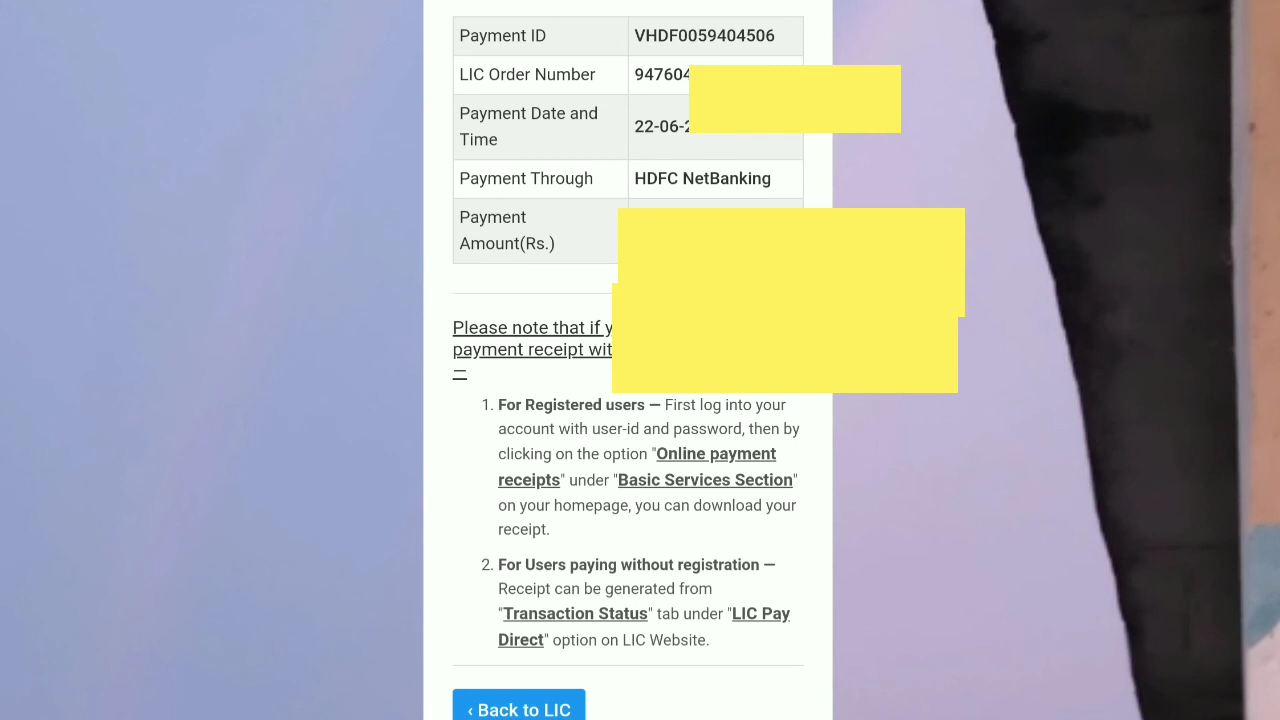 Payment ID VHDF0059404506
LIC Order Number 94760
Payment Date and
Time 22-06-
Payment Through HDFC NetBanking
Payment
Amount(Rs.)
Please note that if
payment receipt
—
1. For Registered users — First log into your
account with user-id and password, then by
clicking on the option "Online payment
receipts" under "Basic Services Section"
on your homepage, you can download your
receipt.
2. For Users paying without registration —
Receipt can be generated from
"Transaction Status" tab under "LIC Pay
Direct" option on LIC Website.
‹ Back to LIC